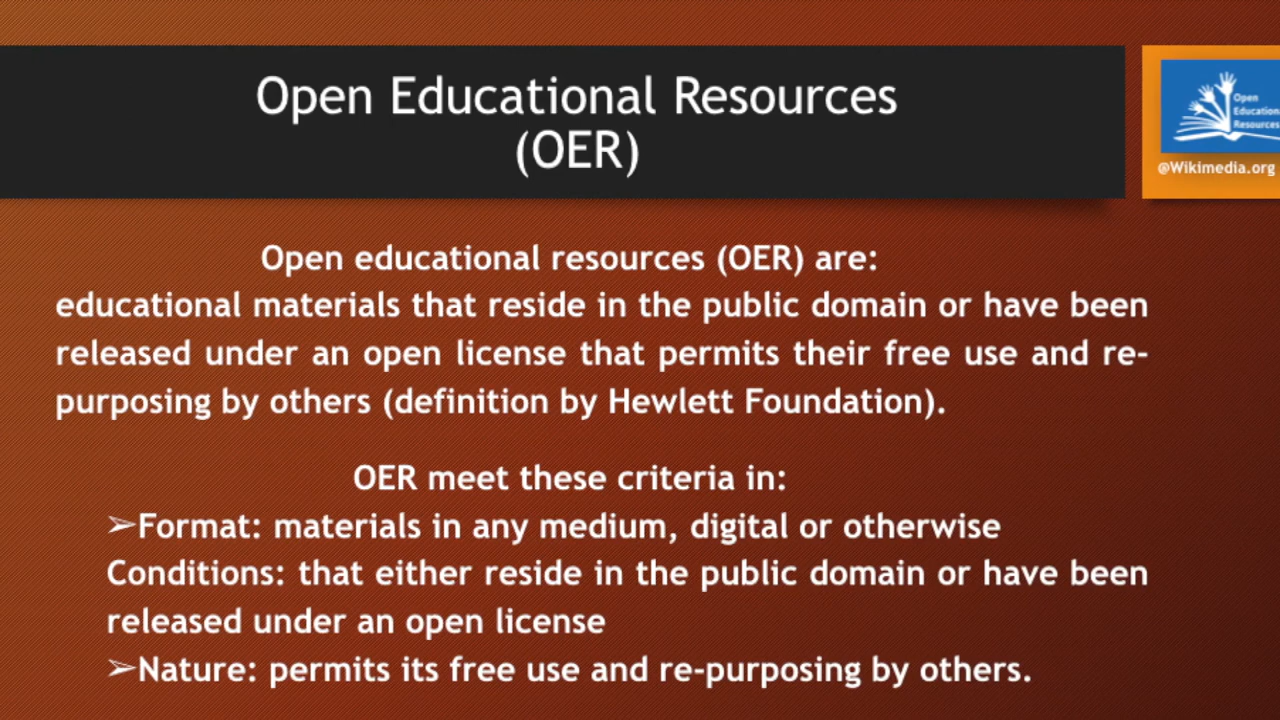 Open Educational Resources
(OER)
Open
Education
Resources
@Wikimedia.org
Open educational resources (OER) are:
educational materials that reside in the public domain or have been
released under an open license that permits their free use and re-
purposing by others (definition by Hewlett Foundation).
OER meet these criteria in:
➢Format: materials in any medium, digital or otherwise
Conditions: that either reside in the public domain or have been
released under an open license
➢Nature: permits its free use and re-purposing by others.